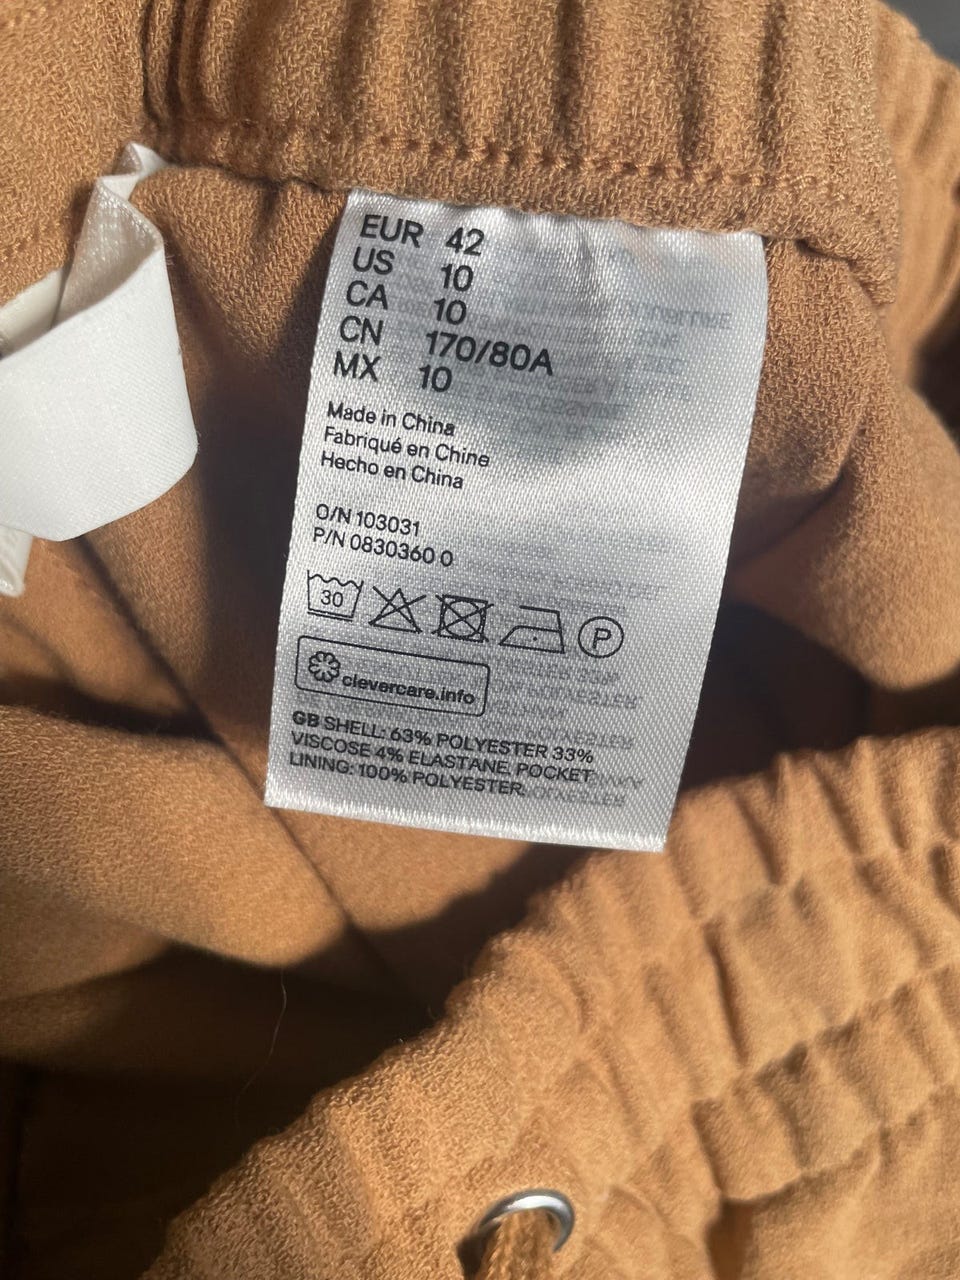 EUR 42
US 10
CA 10
CN 170/80A
MX 10
Made in China
Fabriqué en Chine
Hecho en China
O/N 103031
P/N 0830360 0
30
P
clevercare.info
GB SHELL: 63% POLYESTER 33%
VISCOSE 4% ELASTANE, POCKET
LINING: 100% POLYESTER